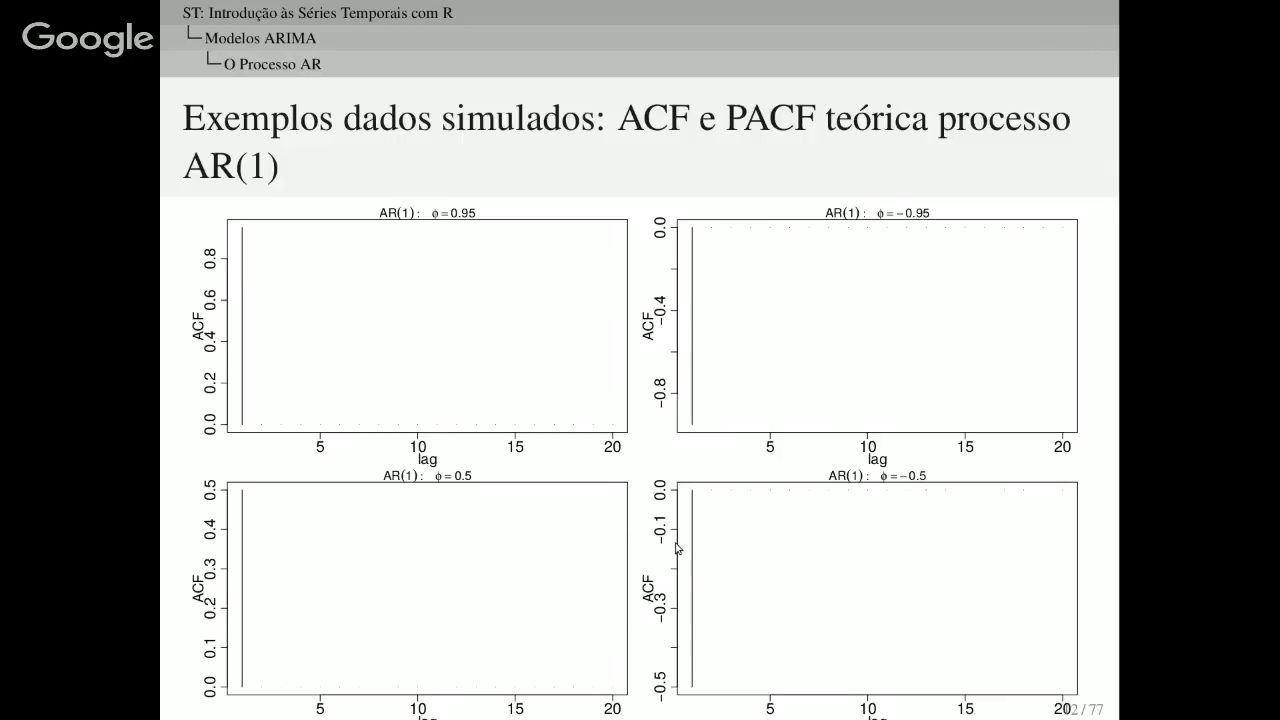 Google
ST: Introdução às Séries Temporais com R
Modelos ARIMA
O Processo AR
Exemplos dados simulados: ACF e PACF teórica processo
AR(1)
AR(1): ϕ = 0.95
ACF
0.0 0.2 0.4 0.6 0.8
5 10 15 20
lag
AR(1): ϕ = −0.95
ACF
−0.8 −0.4 0.0
5 10 15 20
lag
AR(1): ϕ = 0.5
ACF
0.0 0.1 0.2 0.3 0.4 0.5
5 10 15 20
lag
AR(1): ϕ = −0.5
ACF
−0.5 −0.3 −0.1 0.0
5 10 15 20
lag
/ 77